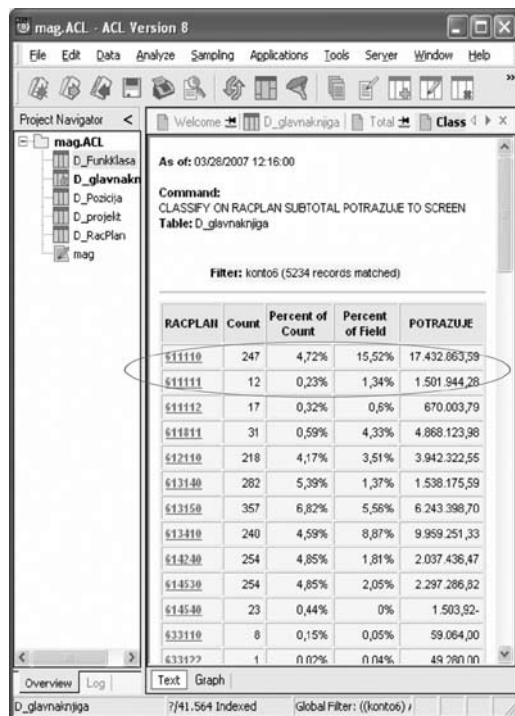 mag.ACL - ACL Version 8
File Edit Data Analyze Sampling Applications Tools Server Window Help
Project Navigator <
Welcome D_glavnaknjiga Total Class
mag.ACL
D_Funkklasa
D_glavnakn
D_Pozicija
D_projekt
D_RacPlan
mag
As of: 03/28/2007 12:16:00
Command:
CLASSIFY ON RACPLAN SUBTOTAL POTRAZUJE TO SCREEN
Table: D_glavnaknjiga
Filter: konto6 (5234 records matched)
RACPLAN Count Percent of Count Percent of Field POTRAZUJE
611110 247 4,72% 15,52% 17.432.863,59
611111 12 0,23% 1,34% 1.501.944,28
611112 17 0,32% 0,6% 670.003,79
611811 31 0,59% 4,33% 4.868.123,98
612110 218 4,17% 3,51% 3.942.322,55
613140 282 5,39% 1,37% 1.538.175,59
613150 357 6,82% 5,56% 6.243.398,70
613410 240 4,59% 8,87% 9.959.251,33
614240 254 4,85% 1,81% 2.037.436,47
614530 254 4,85% 2,05% 2.297.286,82
614540 23 0,44% 0% 1.503,92-
633110 8 0,15% 0,05% 59.064,00
633122 1 0,02% 0,04% 49.280,00
Overview Log
Text Graph
D_glavnaknjiga ?/41.564 Indexed Global Filter: ((konto6) /